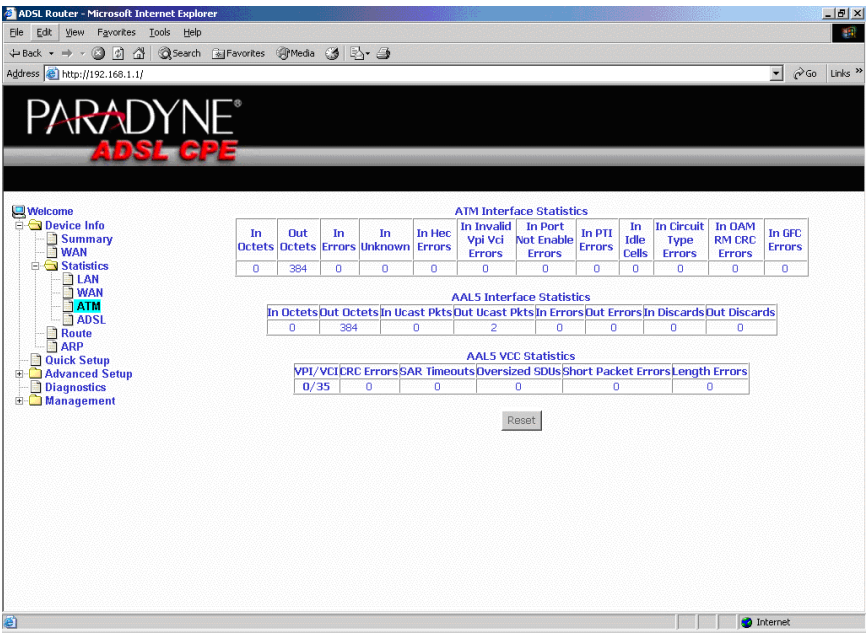 ADSL Router - Microsoft Internet Explorer
File Edit View Favorites Tools Help
Back Search Favorites Media
Address http://192.168.1.1/ Go Links »
PARADYNE®
ADSL CPE
Welcome
Device Info
Summary
WAN
Statistics
LAN
WAN
ATM
ADSL
Route
ARP
Quick Setup
Advanced Setup
Diagnostics
Management
ATM Interface Statistics
In Octets Out Octets In Errors In Unknown In Hec Errors In Invalid Vpi Vci Errors In Port Not Enable Errors In PTI Errors In Idle Cells In Circuit Type Errors In OAM RM CRC Errors In GFC Errors
0 384 0 0 0 0 0 0 0 0 0 0
AAL5 Interface Statistics
In Octets Out Octets In Ucast Pkts Out Ucast Pkts In Errors Out Errors In Discards Out Discards
0 384 0 2 0 0 0 0
AAL5 VCC Statistics
VPI/VCI CRC Errors SAR Timeouts Oversized SDUs Short Packet Errors Length Errors
0/35 0 0 0 0 0
Reset
Internet